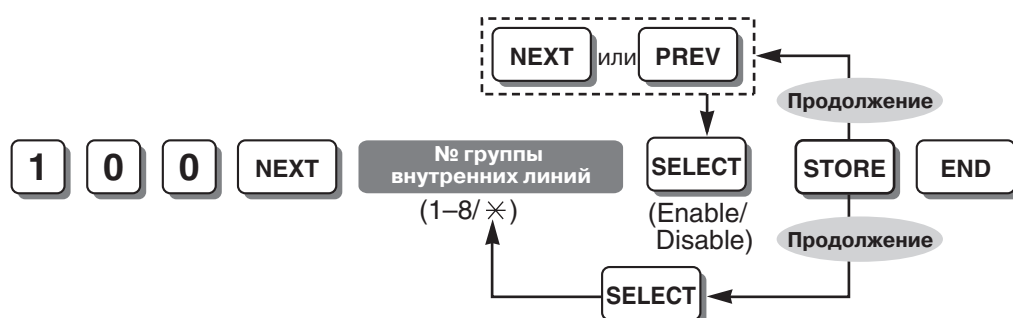 NEXT или PREV
Продолжение
1 0 0 NEXT № группы внутренних линий SELECT STORE END
(1–8/✳)
(Enable/
Disable)
Продолжение
SELECT